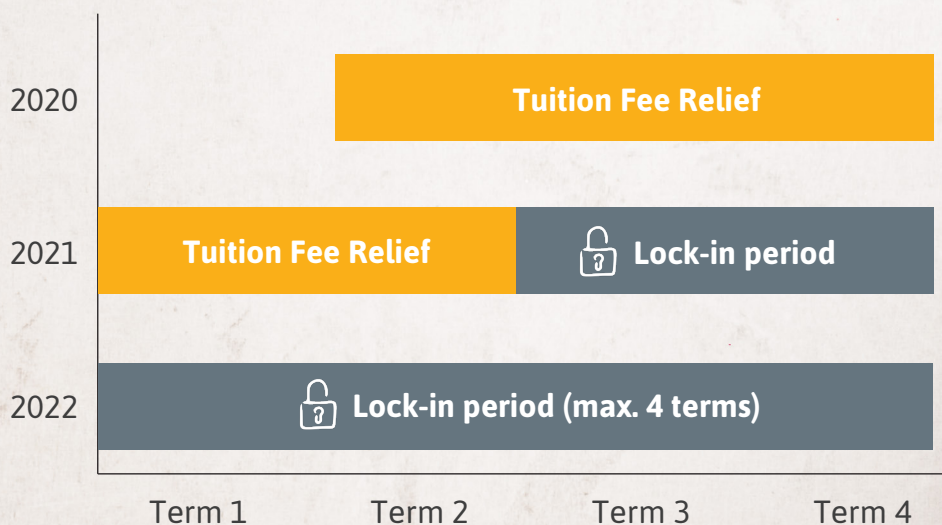 2020
Tuition Fee Relief
2021
Tuition Fee Relief
Lock-in period
2022
Lock-in period (max. 4 terms)
Term 1
Term 2
Term 3
Term 4